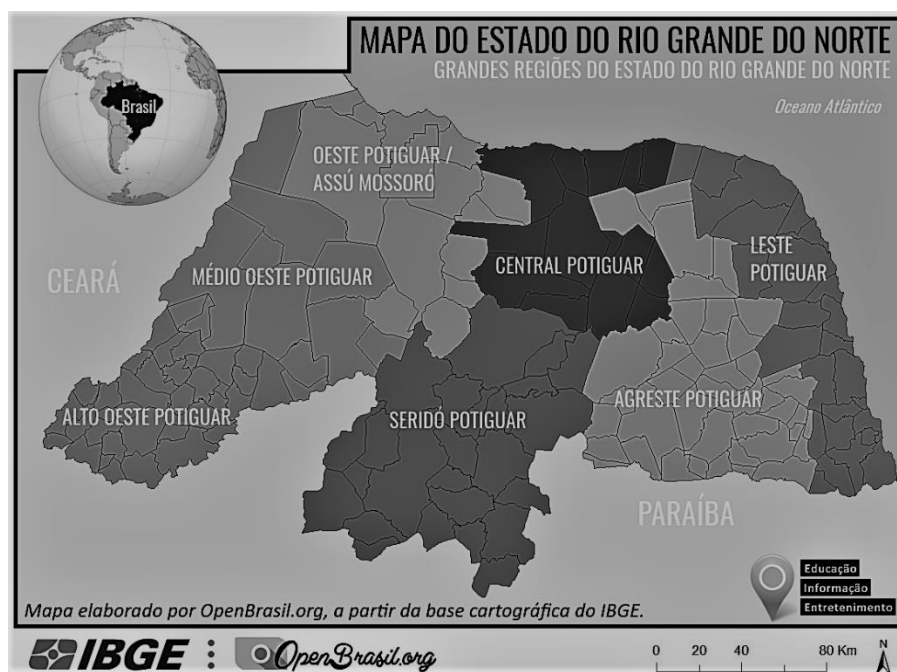 MAPA DO ESTADO DO RIO GRANDE DO NORTE
GRANDES REGIÕES DO ESTADO DO RIO GRANDE DO NORTE
Oceano Atlântico
Brasil
OESTE POTIGUAR /
ASSÚ MOSSORÓ
CEARÁ
MÉDIO OESTE POTIGUAR
CENTRAL POTIGUAR
LESTE
POTIGUAR
ALTO OESTE POTIGUAR
SERIDÓ POTIGUAR
AGRESTE POTIGUAR
PARAÍBA
Educação
Informação
Entretenimento
Mapa elaborado por OpenBrasil.org, a partir da base cartográfica do IBGE.
IBGE
OpenBrasil.org
0 20 40 80 Km
N